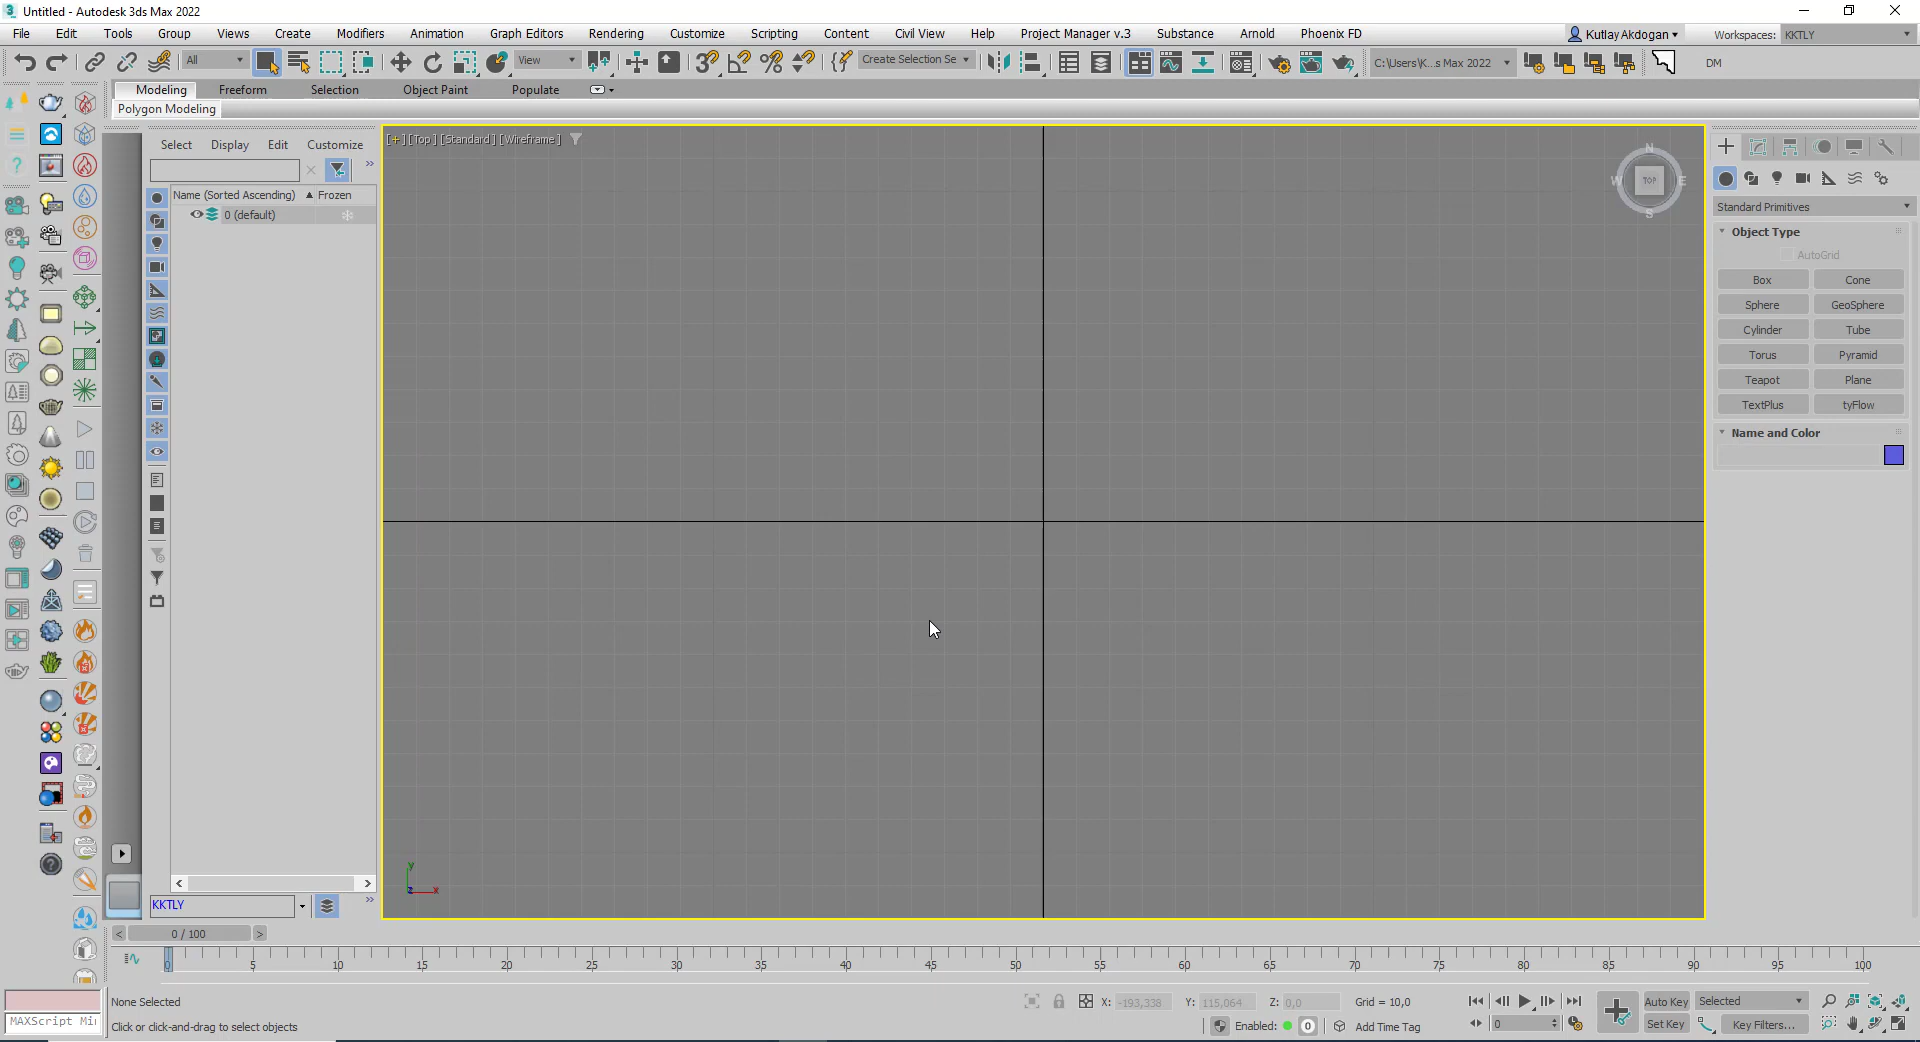 Untitled - Autodesk 3ds Max 2022
File Edit Tools Group Views Create Modifiers Animation Graph Editors Rendering Customize Scripting Content Civil View Help Project Manager v.3 Substance Arnold Phoenix FD Kutlay Akdogan Workspaces: KKTLY
All View Create Selection Se C:\Users\K...s Max 2022 DM
Modeling Freeform Selection Object Paint Populate
Polygon Modeling
Select Display Edit Customize
[+] [Top] [Standard] [Wireframe]
N
W TOP E
S
Name (Sorted Ascending) Frozen
0 (default)
Standard Primitives
Object Type
AutoGrid
Box Cone
Sphere GeoSphere
Cylinder Tube
Torus Pyramid
Teapot Plane
TextPlus tyFlow
Name and Color
y
z x
KKTLY
< 0 / 100 >
0 5 10 15 20 25 30 35 40 45 50 55 60 65 70 75 80 85 90 95 100
None Selected X: -193,338 Y: 115,064 Z: 0,0 Grid = 10,0 Auto Key Selected
MAXScript Mi Click or click-and-drag to select objects Enabled: 0 Add Time Tag 0 Set Key Key Filters...